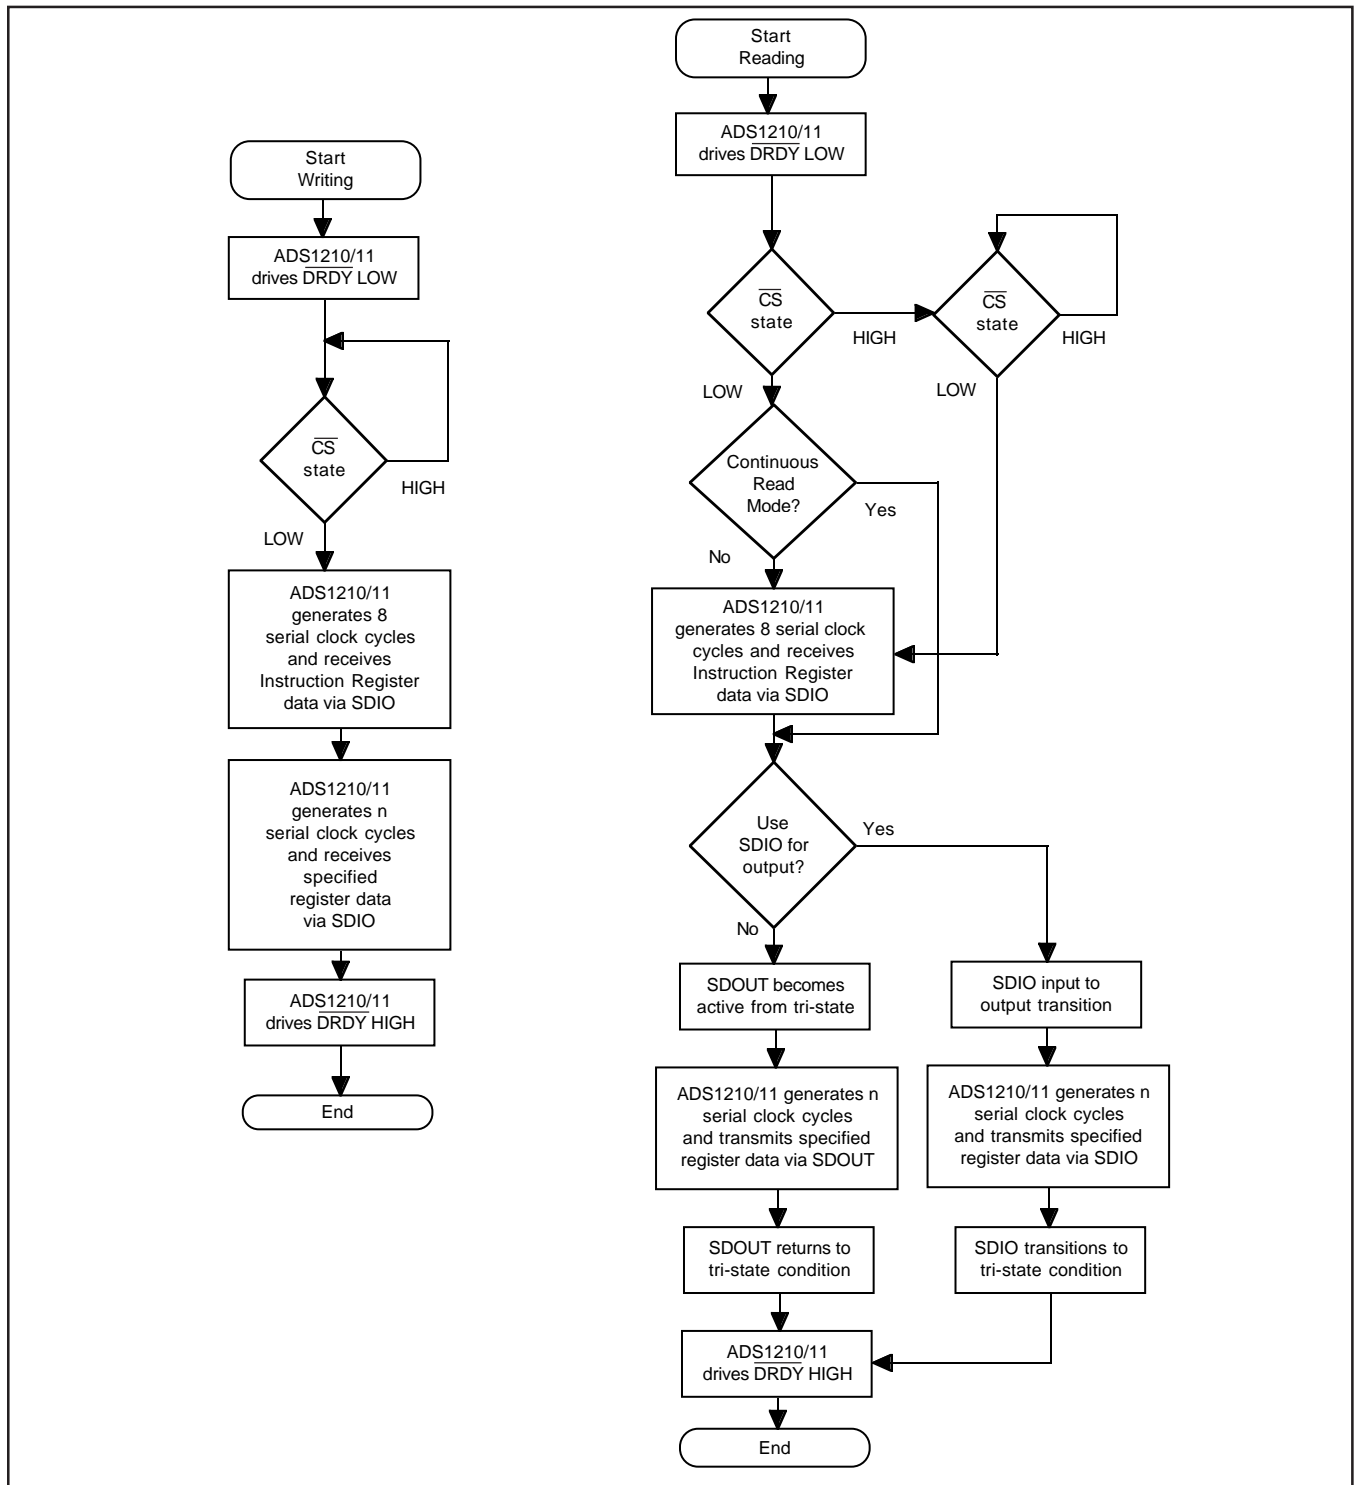 Start
Writing
ADS1210/11
drives DRDY LOW
CS
state
HIGH
LOW
ADS1210/11
generates 8
serial clock cycles
and receives
Instruction Register
data via SDIO
ADS1210/11
generates n
serial clock cycles
and receives
specified
register data
via SDIO
ADS1210/11
drives DRDY HIGH
End
Start
Reading
ADS1210/11
drives DRDY LOW
CS
state
HIGH
CS
state
HIGH
LOW
LOW
Continuous
Read
Mode?
Yes
No
ADS1210/11
generates 8 serial clock
cycles and receives
Instruction Register
data via SDIO
Use
SDIO for
output?
Yes
No
SDOUT becomes
active from tri-state
ADS1210/11 generates n
serial clock cycles
and transmits specified
register data via SDOUT
SDOUT returns to
tri-state condition
SDIO input to
output transition
ADS1210/11 generates n
serial clock cycles
and transmits specified
register data via SDIO
SDIO transitions to
tri-state condition
ADS1210/11
drives DRDY HIGH
End